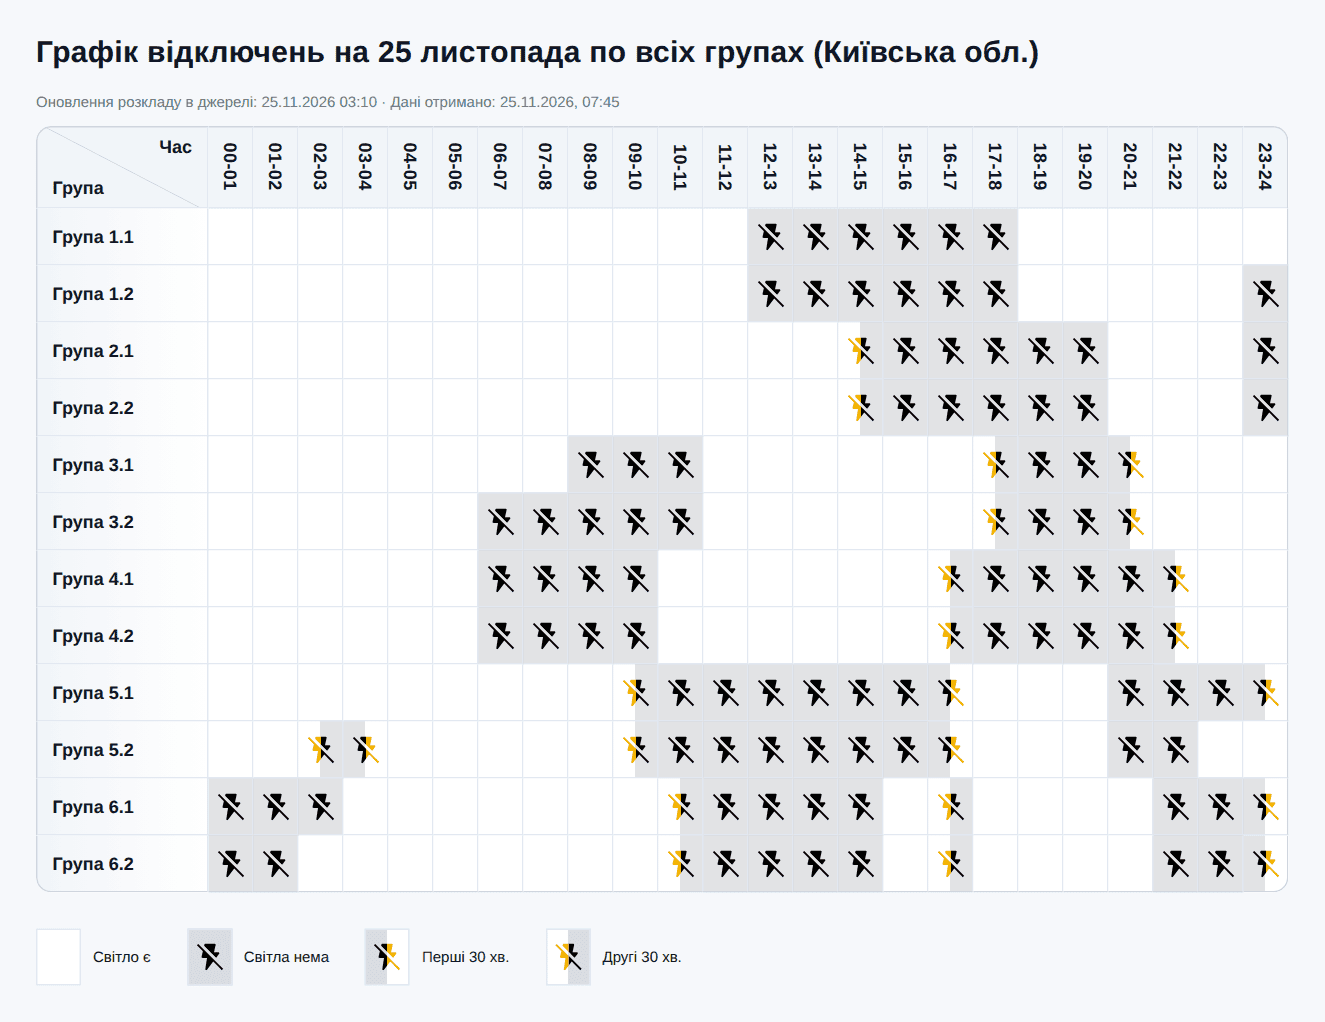 Графік відключень на 25 листопада по всіх групах (Київська обл.)
Оновлення розкладу в джерелі: 25.11.2026 03:10 · Дані отримано: 25.11.2026, 07:45
Час
Група
00-01 01-02 02-03 03-04 04-05 05-06 06-07 07-08 08-09 09-10 10-11 11-12 12-13 13-14 14-15 15-16 16-17 17-18 18-19 19-20 20-21 21-22 22-23 23-24
Група 1.1
Група 1.2
Група 2.1
Група 2.2
Група 3.1
Група 3.2
Група 4.1
Група 4.2
Група 5.1
Група 5.2
Група 6.1
Група 6.2
Світло є Світла нема Перші 30 хв. Другі 30 хв.